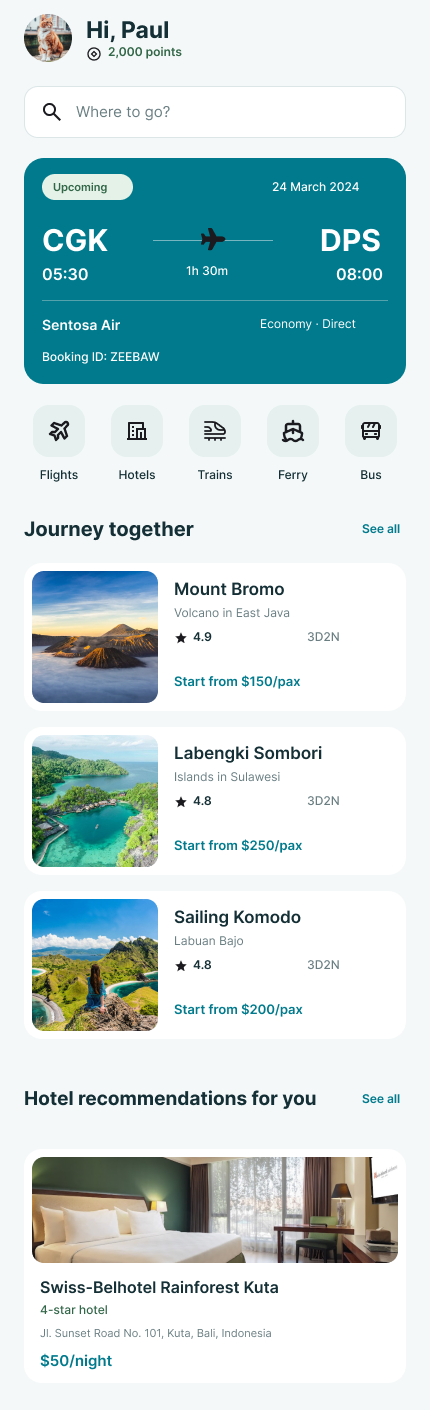 Hi, Paul
2,000 points
Where to go?
Upcoming
24 March 2024
CGK
DPS
05:30
1h 30m
08:00
Sentosa Air
Economy · Direct
Booking ID: ZEEBAW
Flights
Hotels
Trains
Ferry
Bus
Journey together
See all
Mount Bromo
Volcano in East Java
4.9
3D2N
Start from $150/pax
Labengki Sombori
Islands in Sulawesi
4.8
3D2N
Start from $250/pax
Sailing Komodo
Labuan Bajo
4.8
3D2N
Start from $200/pax
Hotel recommendations for you
See all
Swiss-Belhotel Rainforest Kuta
4-star hotel
Jl. Sunset Road No. 101, Kuta, Bali, Indonesia
$50/night